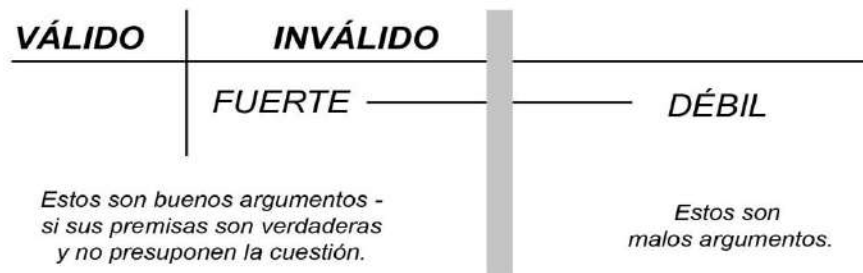 VÁLIDO INVÁLIDO
FUERTE DÉBIL
Estos son buenos argumentos -
si sus premisas son verdaderas
y no presuponen la cuestión.
Estos son
malos argumentos.